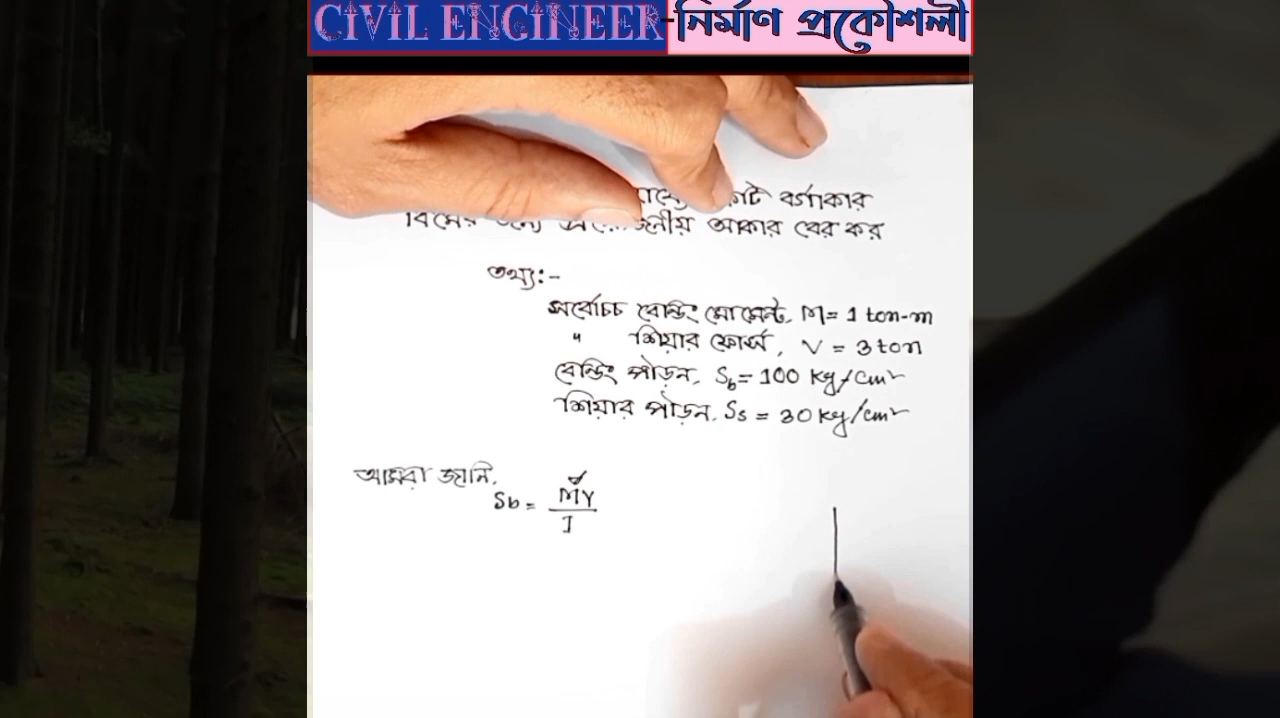 CIVIL ENGINEER-নির্মাণ প্রকৌশলী
বর্গাকার
আকার বের কর
তথ্য:-
সর্বোচ্চ বেন্ডিং মোমেন্ট, M = 1 ton-m
" শিয়ার ফোর্স, V = 3 ton
বেন্ডিং পীড়ন, Sb = 100 kg/cm²
শিয়ার পীড়ন, Ss = 30 kg/cm²
আমরা জানি,
Sb = MY/I